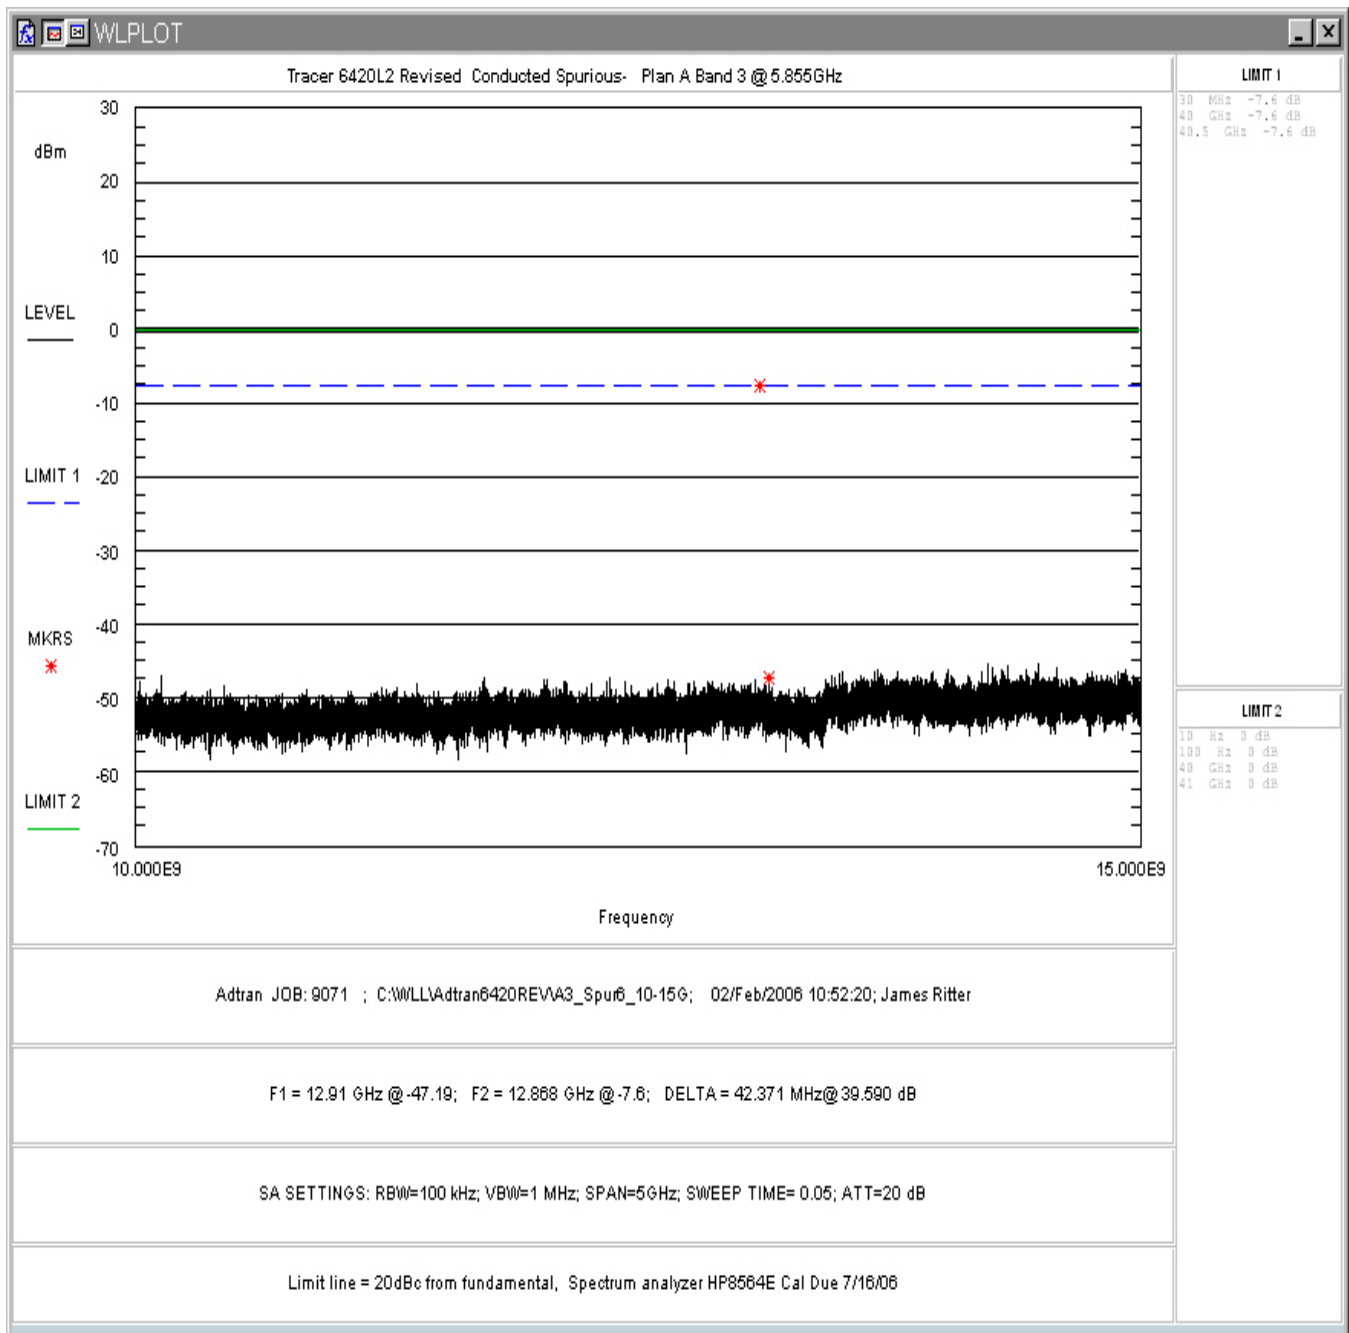 WLPLOT
Tracer 6420L2 Revised Conducted Spurious- Plan A Band 3 @ 5.855GHz
30
dBm
20
10
LEVEL
0
-10
LIMIT 1
-20
-30
-40
MKRS
-50
-60
LIMIT 2
-70
10.000E9
15.000E9
Frequency
LIMIT 1
30 MHz -7.6 dB
40 GHz -7.6 dB
40.5 GHz -7.6 dB
LIMIT 2
10 Hz 0 dB
100 Hz 0 dB
40 GHz 0 dB
41 GHz 0 dB
Adtran JOB: 9071 ; C:\WLL\Adtran6420REV\A3_Spur6_10-15G; 02/Feb/2006 10:52:20; James Ritter
F1 = 12.91 GHz @ -47.19; F2 = 12.868 GHz @ -7.6; DELTA = 42.371 MHz@ 39.590 dB
SA SETTINGS: RBW=100 kHz; VBW=1 MHz; SPAN=5GHz; SWEEP TIME= 0.05; ATT=20 dB
Limit line = 20dBc from fundamental, Spectrum analyzer HP8564E Cal Due 7/16/06